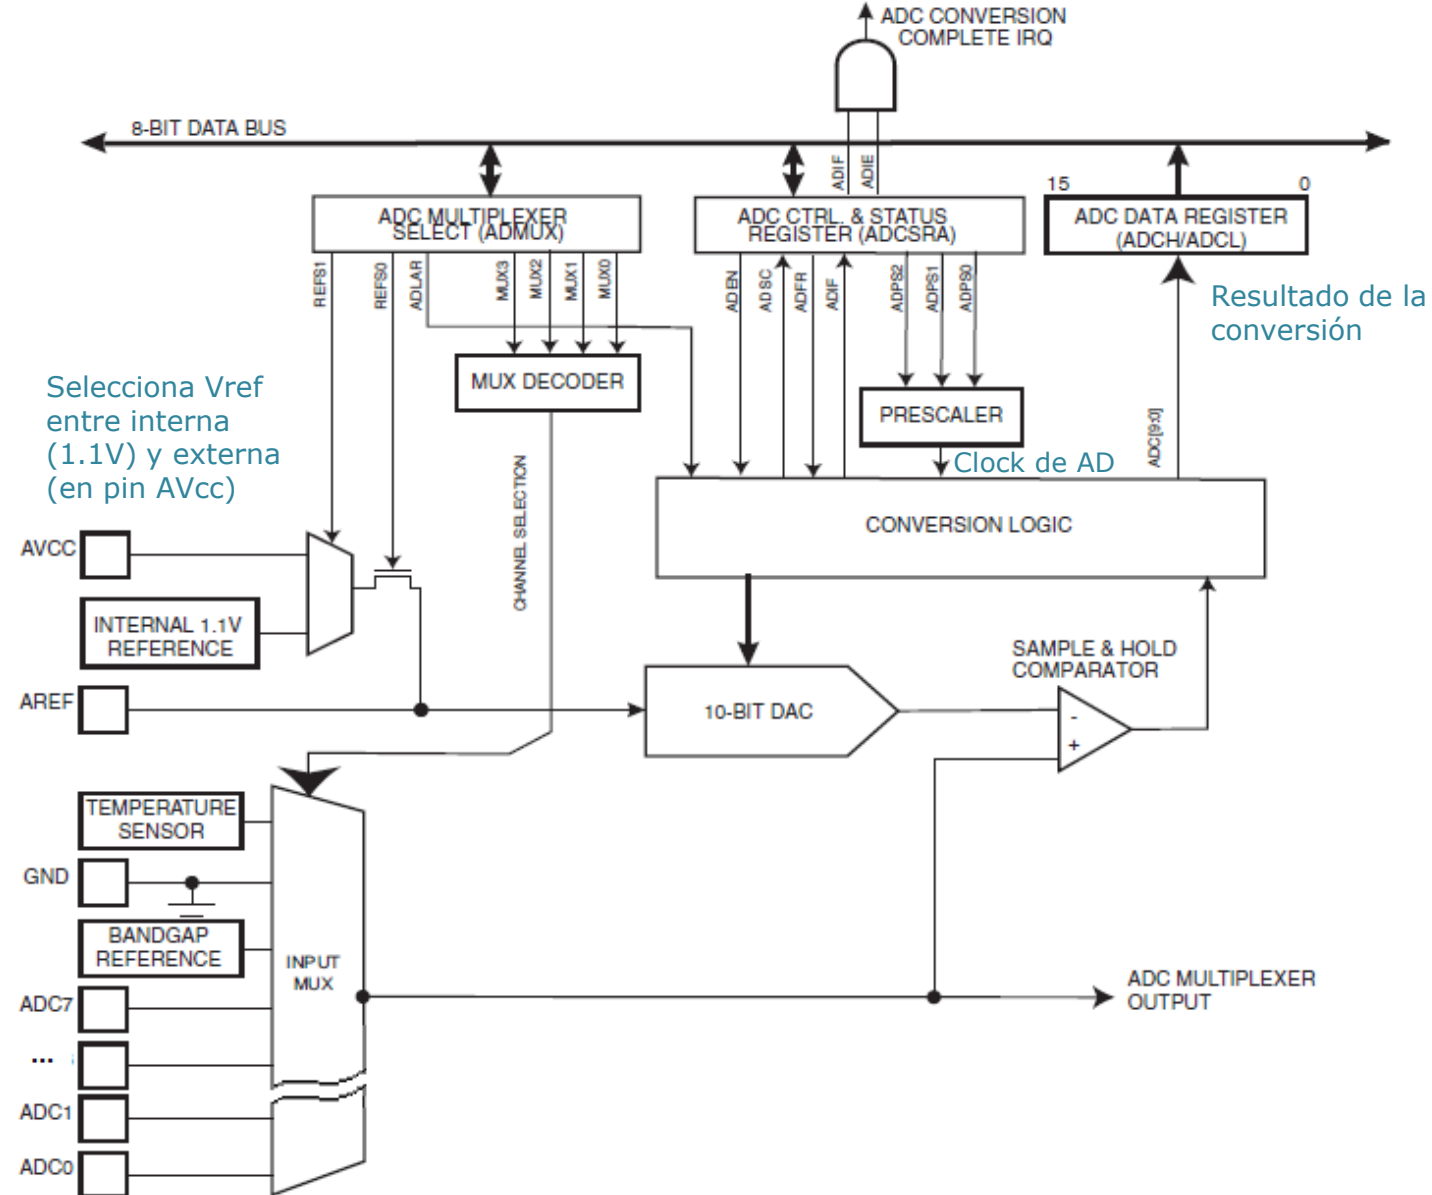 ADC CONVERSION
COMPLETE IRQ
8-BIT DATA BUS
ADIF
ADIE
15
0
ADC MULTIPLEXER
SELECT (ADMUX)
ADC CTRL. & STATUS
REGISTER (ADCSRA)
ADC DATA REGISTER
(ADCH/ADCL)
REFS1
REFS0
ADLAR
MUX3
MUX2
MUX1
MUX0
ADEN
ADSC
ADFR
ADIF
ADPS2
ADPS1
ADPS0
Resultado de la
conversión
MUX DECODER
PRESCALER
Selecciona Vref
entre interna
(1.1V) y externa
(en pin AVcc)
ADC[9:0]
Clock de AD
CHANNEL SELECTION
CONVERSION LOGIC
AVCC
INTERNAL 1.1V
REFERENCE
SAMPLE & HOLD
COMPARATOR
AREF
10-BIT DAC
-
+
TEMPERATURE
SENSOR
GND
BANDGAP
REFERENCE
INPUT
MUX
ADC MULTIPLEXER
OUTPUT
ADC7
...
ADC1
ADC0